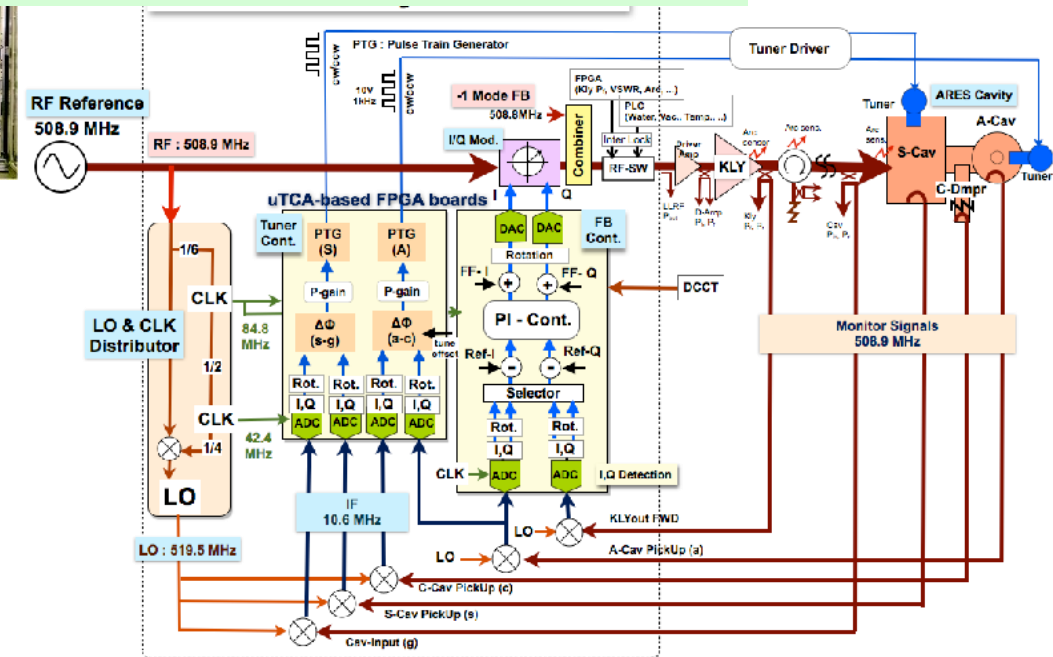 PTG : Pulse Train Generator
cw/ccw
10V
1kHz
cw/ccw
Tuner Driver
RF Reference
508.9 MHz
RF : 508.9 MHz
-1 Mode FB
508.8MHz
Combiner
FPGA
(Kly Pf, VSWR, Arc, ...)
PLC
(Water, Vac., Temp., ...)
Inter Lock
I/Q Mod.
RF-SW
Driver
Amp
KLY
Arc
sensor
Arc sens.
Arc
sens.
Tuner
S-Cav
ARES Cavity
A-Cav
Tuner
C-Dmpr
LLRF
D-Amp
Kly
Cav
I
Q
uTCA-based FPGA boards
Tuner
Cont.
PTG
(S)
PTG
(A)
DAC
DAC
FB
Cont.
Rotation
FF- I
+
+
FF- Q
P-gain
P-gain
DCCT
1/6
CLK
84.8
MHz
LO & CLK
Distributor
1/2
ΔΦ
(s-g)
ΔΦ
(a-c)
tune
offset
PI - Cont.
Monitor Signals
508.9 MHz
Ref-I
-
-
Ref-Q
Rot.
Rot.
Rot.
Rot.
Selector
I,Q
I,Q
I,Q
I,Q
CLK
42.4
MHz
ADC
ADC
ADC
ADC
Rot.
Rot.
I,Q
I,Q
1/4
CLK
ADC
ADC
I,Q Detection
LO
IF
10.6 MHz
LO
KLYout FWD
LO : 519.5 MHz
LO
A-Cav PickUp (a)
C-Cav PickUp (c)
S-Cav PickUp (s)
Cav-Input (g)